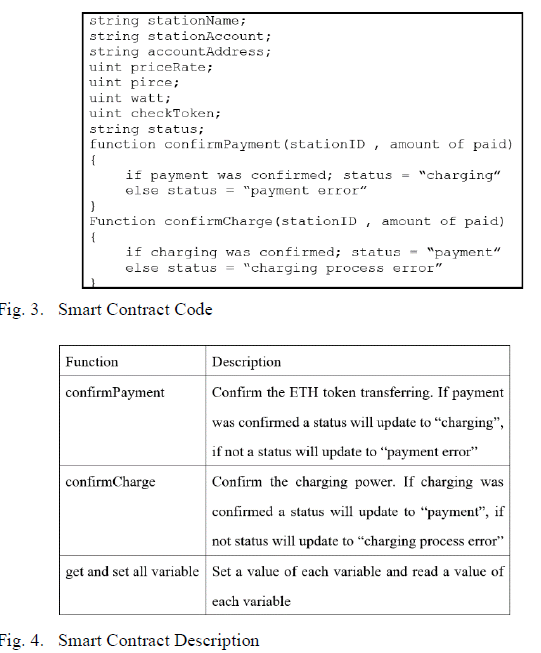 string stationName;
string stationAccount;
string accountAddress;
uint priceRate;
uint pirce;
uint watt;
uint checkToken;
string status;
function confirmPayment(stationID , amount of paid)
{
if payment was confirmed; status = "charging"
else status = "payment error"
}
Function confirmCharge(stationID , amount of paid)
{
if charging was confirmed; status = "payment"
else status = "charging process error"
}
Fig. 3. Smart Contract Code
Function Description
confirmPayment Confirm the ETH token transferring. If payment
was confirmed a status will update to “charging”,
if not a status will update to “payment error”
confirmCharge Confirm the charging power. If charging was
confirmed a status will update to “payment”, if
not status will update to “charging process error”
get and set all variable Set a value of each variable and read a value of
each variable
Fig. 4. Smart Contract Description